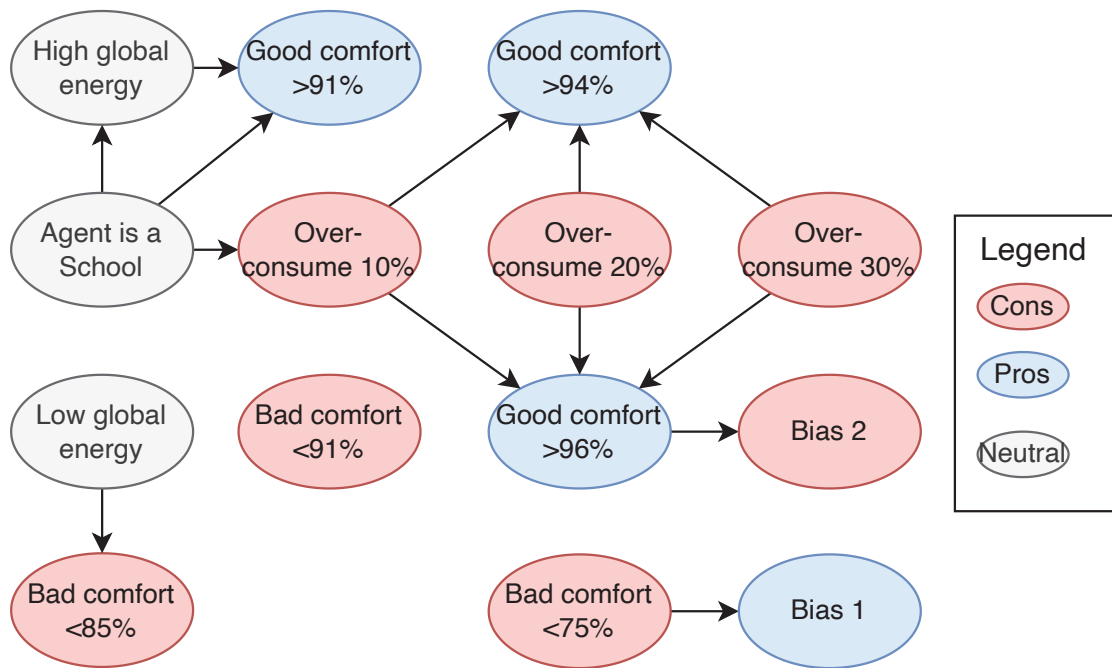 High global
energy
Good comfort
>91%
Good comfort
>94%
Agent is a
School
Over-
consume 10%
Over-
consume 20%
Over-
consume 30%
Legend
Cons
Pros
Neutral
Low global
energy
Bad comfort
<91%
Good comfort
>96%
Bias 2
Bad comfort
<85%
Bad comfort
<75%
Bias 1